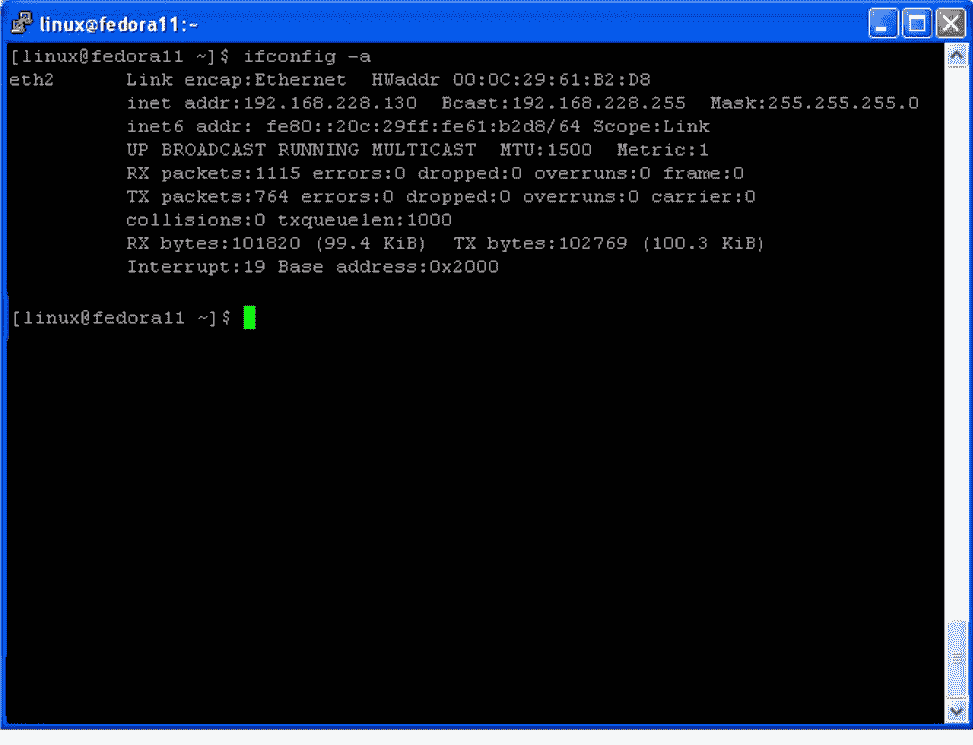 linux@fedora11:~
[linux@fedora11 ~]$ ifconfig -a
eth2      Link encap:Ethernet  HWaddr 00:0C:29:61:B2:D8
          inet addr:192.168.228.130  Bcast:192.168.228.255  Mask:255.255.255.0
          inet6 addr: fe80::20c:29ff:fe61:b2d8/64 Scope:Link
          UP BROADCAST RUNNING MULTICAST  MTU:1500  Metric:1
          RX packets:1115 errors:0 dropped:0 overruns:0 frame:0
          TX packets:764 errors:0 dropped:0 overruns:0 carrier:0
          collisions:0 txqueuelen:1000
          RX bytes:101820 (99.4 KiB)  TX bytes:102769 (100.3 KiB)
          Interrupt:19 Base address:0x2000
[linux@fedora11 ~]$